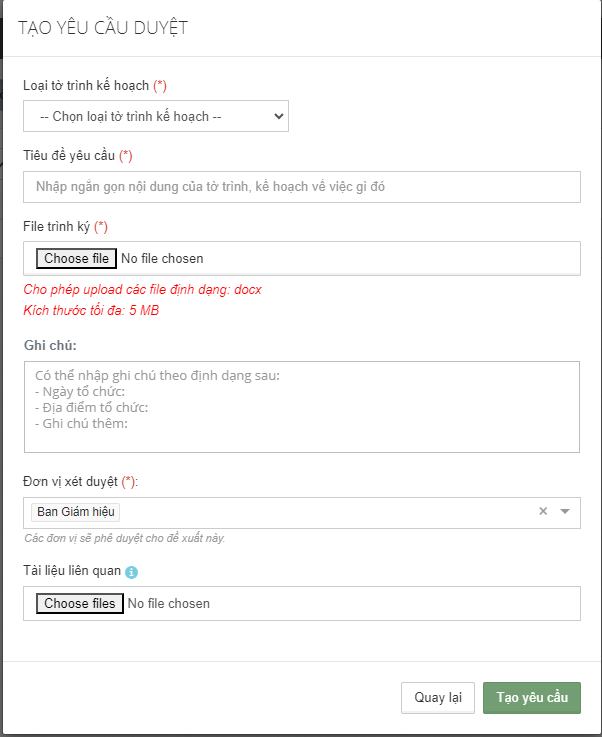 TẠO YÊU CẦU DUYỆT
Loại tờ trình kế hoạch (*)
-- Chọn loại tờ trình kế hoạch --
Tiêu đề yêu cầu (*)
Nhập ngắn gọn nội dung của tờ trình, kế hoạch về việc gì đó
File trình ký (*)
Choose file No file chosen
Cho phép upload các file định dạng: docx
Kích thước tối đa: 5 MB
Ghi chú:
Có thể nhập ghi chú theo định dạng sau:
- Ngày tổ chức:
- Địa điểm tổ chức:
- Ghi chú thêm:
Đơn vị xét duyệt (*):
Ban Giám hiệu
Các đơn vị sẽ phê duyệt cho đề xuất này.
Tài liệu liên quan
Choose files No file chosen
Quay lại Tạo yêu cầu